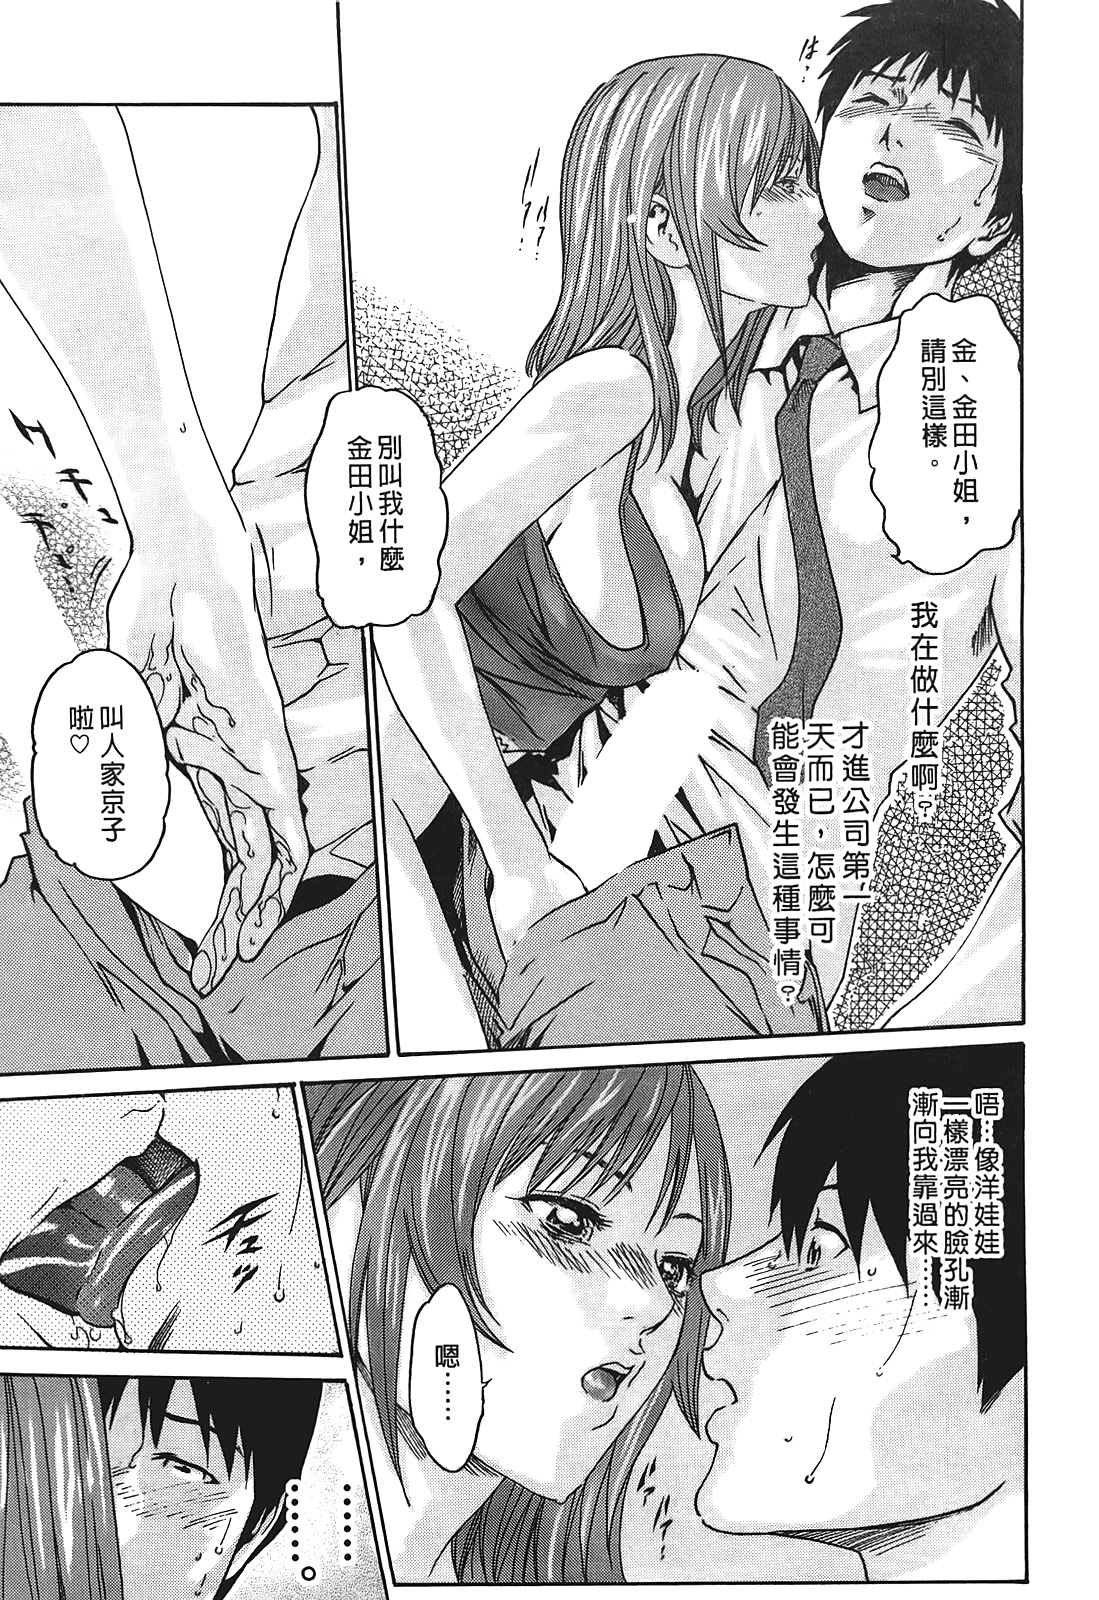 は?
金、金田小姐，
請別這樣。
我在做什麼啊?
才進公司第一
天而已，怎麼可
能會發生這種事情?
別叫我什麼
金田小姐，
叫人家京子
啦♡
唔…像洋娃娃
一樣漂亮的臉孔漸
漸向我靠過來……
嗯……
………。